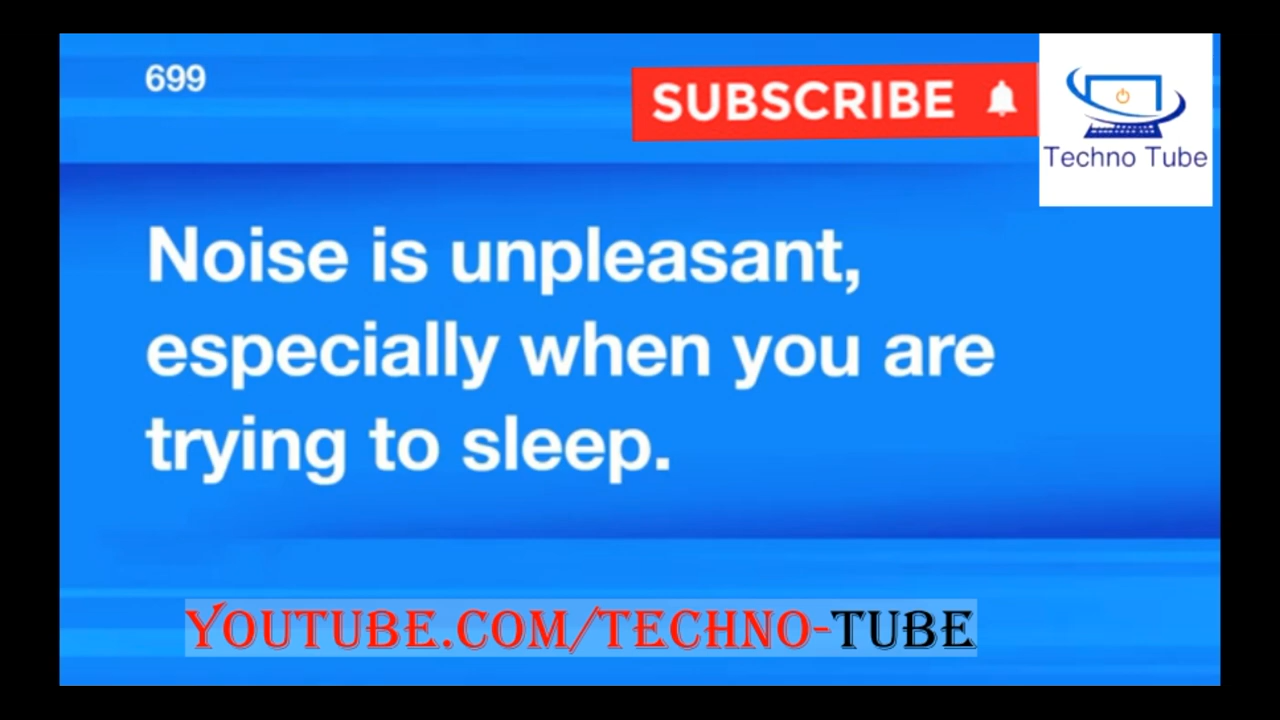 699
SUBSCRIBE
Techno Tube
Noise is unpleasant,
especially when you are
trying to sleep.
YOUTUBE.COM/TECHNO-TUBE